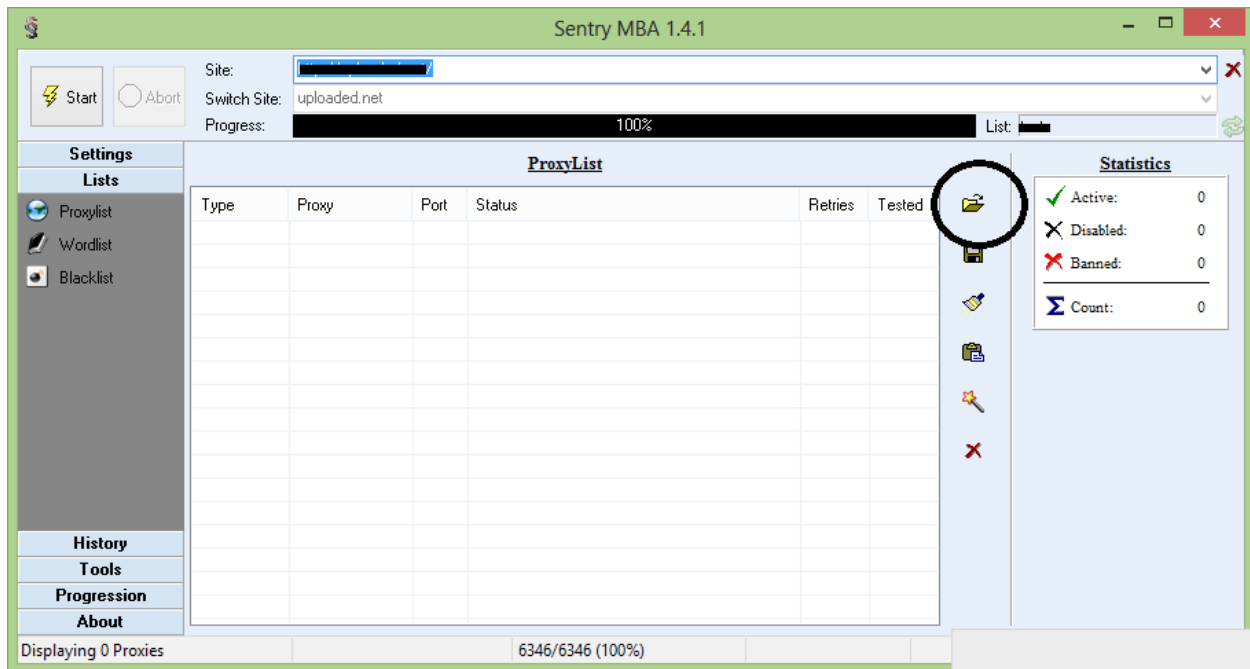 Sentry MBA 1.4.1
Start Abort
Site: /
Switch Site: uploaded.net
Progress: 100% List:
Settings
Lists
Proxylist
Wordlist
Blacklist
History
Tools
Progression
About
ProxyList
Type Proxy Port Status Retries Tested
Statistics
Active: 0
Disabled: 0
Banned: 0
Count: 0
Displaying 0 Proxies 6346/6346 (100%)